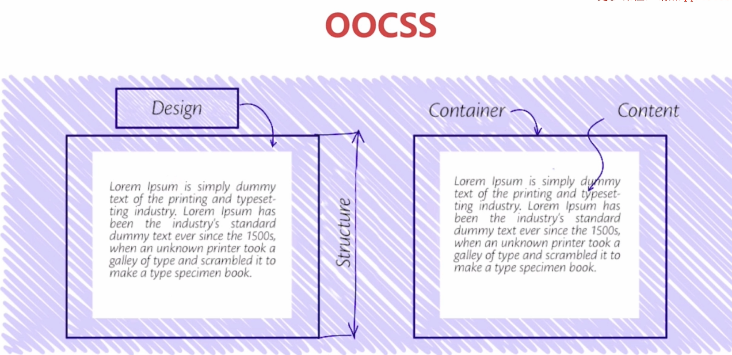 OOCSS
Design
Lorem Ipsum is simply dummy
text of the printing and typeset-
ting industry. Lorem Ipsum has
been the industry's standard
dummy text ever since the 1500s,
when an unknown printer took a
galley of type and scrambled it to
make a type specimen book.
Structure
Container
Content
Lorem Ipsum is simply dummy
text of the printing and typeset-
ting industry. Lorem Ipsum has
been the industry's standard
dummy text ever since the 1500s,
when an unknown printer took a
galley of type and scrambled it to
make a type specimen book.